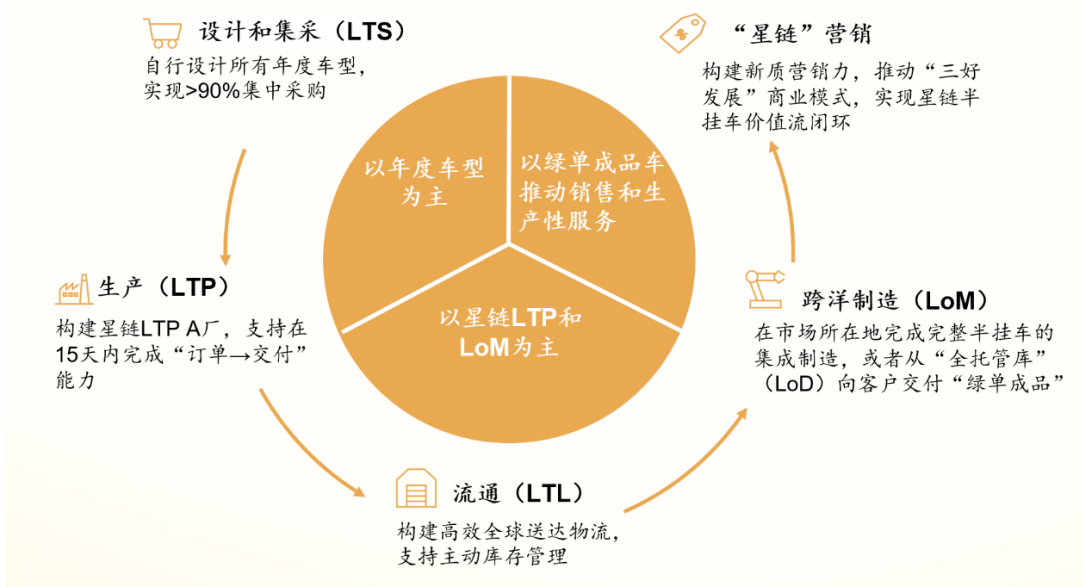 设计和集采（LTS）
自行设计所有年度车型，
实现>90%集中采购
“星链”营销
构建新质营销力，推动“三好
发展”商业模式，实现星链半
挂车价值流闭环
%
以年度车型
为主
以绿单成品车
推动销售和生
产性服务
以星链LTP和
LoM为主
生产（LTP）
构建星链LTP A厂，支持在
15天内完成“订单→交付”
能力
跨洋制造（LoM）
在市场所在地完成完整半挂车的
集成制造，或者从“全托管库”
（LoD）向客户交付“绿单成品”
流通（LTL）
构建高效全球送达物流，
支持主动库存管理